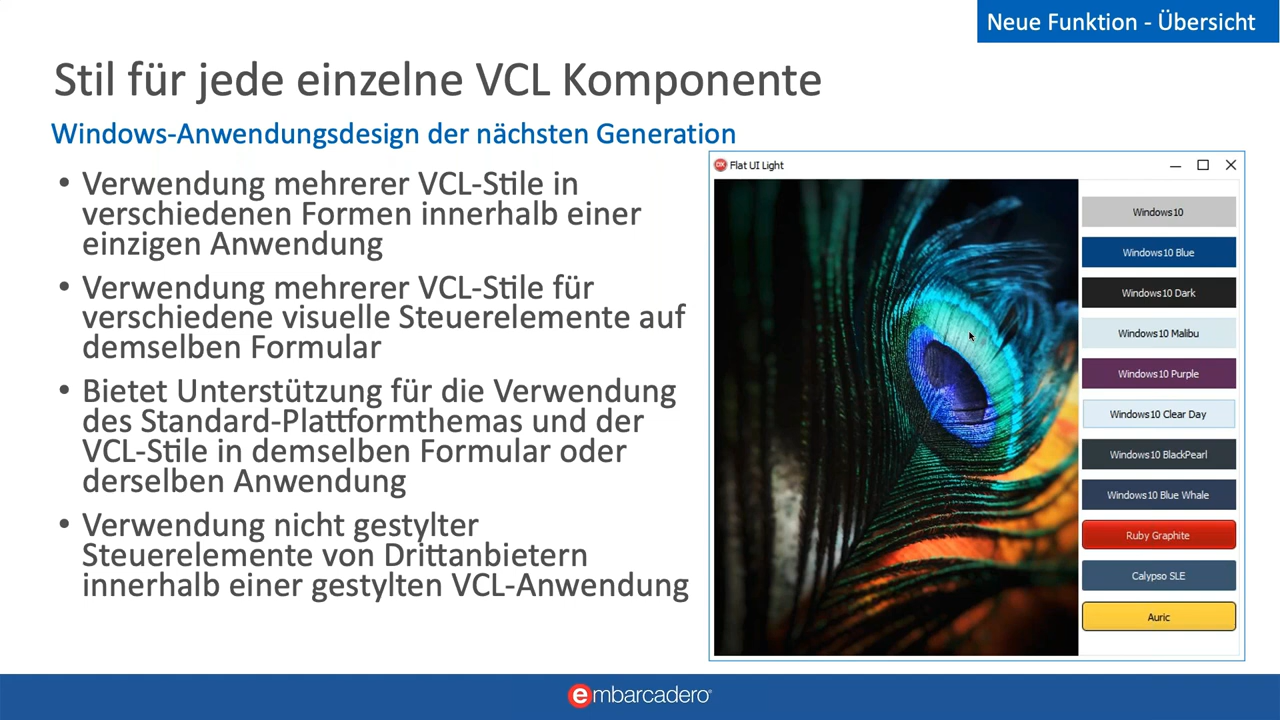 Neue Funktion - Übersicht
Stil für jede einzelne VCL Komponente
Windows-Anwendungsdesign der nächsten Generation
• Verwendung mehrerer VCL-Stile in
verschiedenen Formen innerhalb einer
einzigen Anwendung
• Verwendung mehrerer VCL-Stile für
verschiedene visuelle Steuerelemente auf
demselben Formular
• Bietet Unterstützung für die Verwendung
des Standard-Plattformthemas und der
VCL-Stile in demselben Formular oder
derselben Anwendung
• Verwendung nicht gestylter
Steuerelemente von Drittanbietern
innerhalb einer gestylten VCL-Anwendung
DX Flat UI Light
Windows10
Windows10 Blue
Windows10 Dark
Windows10 Malibu
Windows10 Purple
Windows10 Clear Day
Windows10 BlackPearl
Windows10 Blue Whale
Ruby Graphite
Calypso SLE
Auric
embarcadero®